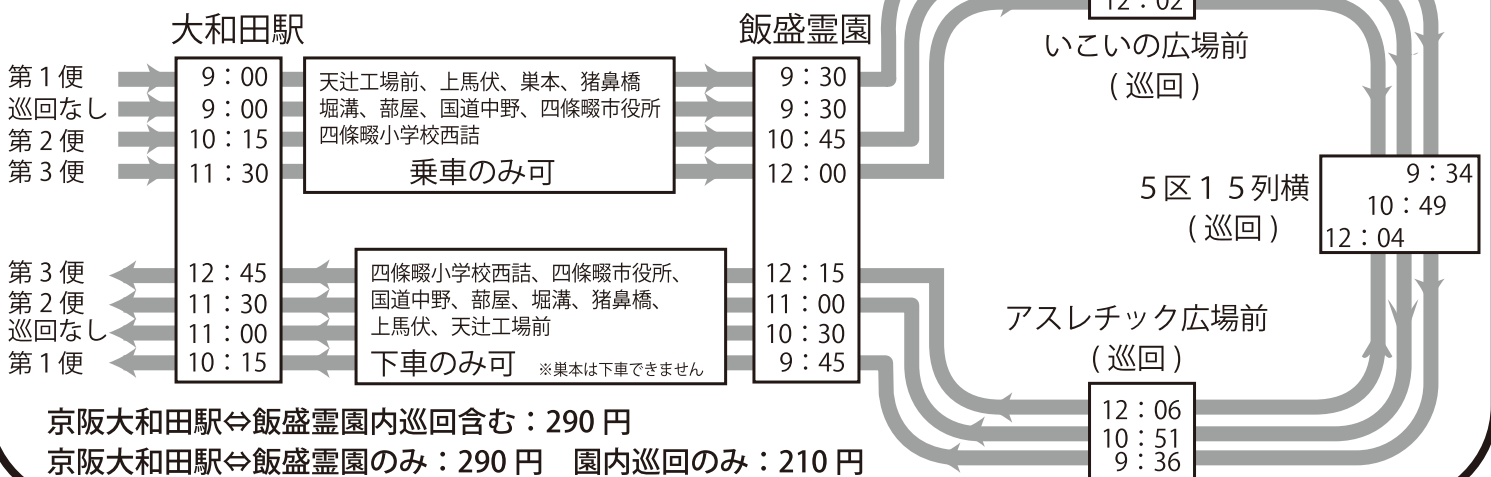 大和田駅
飯盛霊園
12：02
いこいの広場前
(巡回)
第1便 9：00
巡回なし 9：00
第2便 10：15
第3便 11：30
天辻工場前、上馬伏、巣本、猪鼻橋
堀溝、蔀屋、国道中野、四條畷市役所
四條畷小学校西詰
乗車のみ可
9：30
9：30
10：45
12：00
5区15列横
(巡回)
9：34
10：49
12：04
第3便 12：45
第2便 11：30
巡回なし 11：00
第1便 10：15
四條畷小学校西詰、四條畷市役所、
国道中野、蔀屋、堀溝、猪鼻橋、
上馬伏、天辻工場前
下車のみ可 ※巣本は下車できません
12：15
11：00
10：30
9：45
アスレチック広場前
(巡回)
12：06
10：51
9：36
京阪大和田駅⇔飯盛霊園内巡回含む：290 円
京阪大和田駅⇔飯盛霊園のみ：290 円 園内巡回のみ：210 円